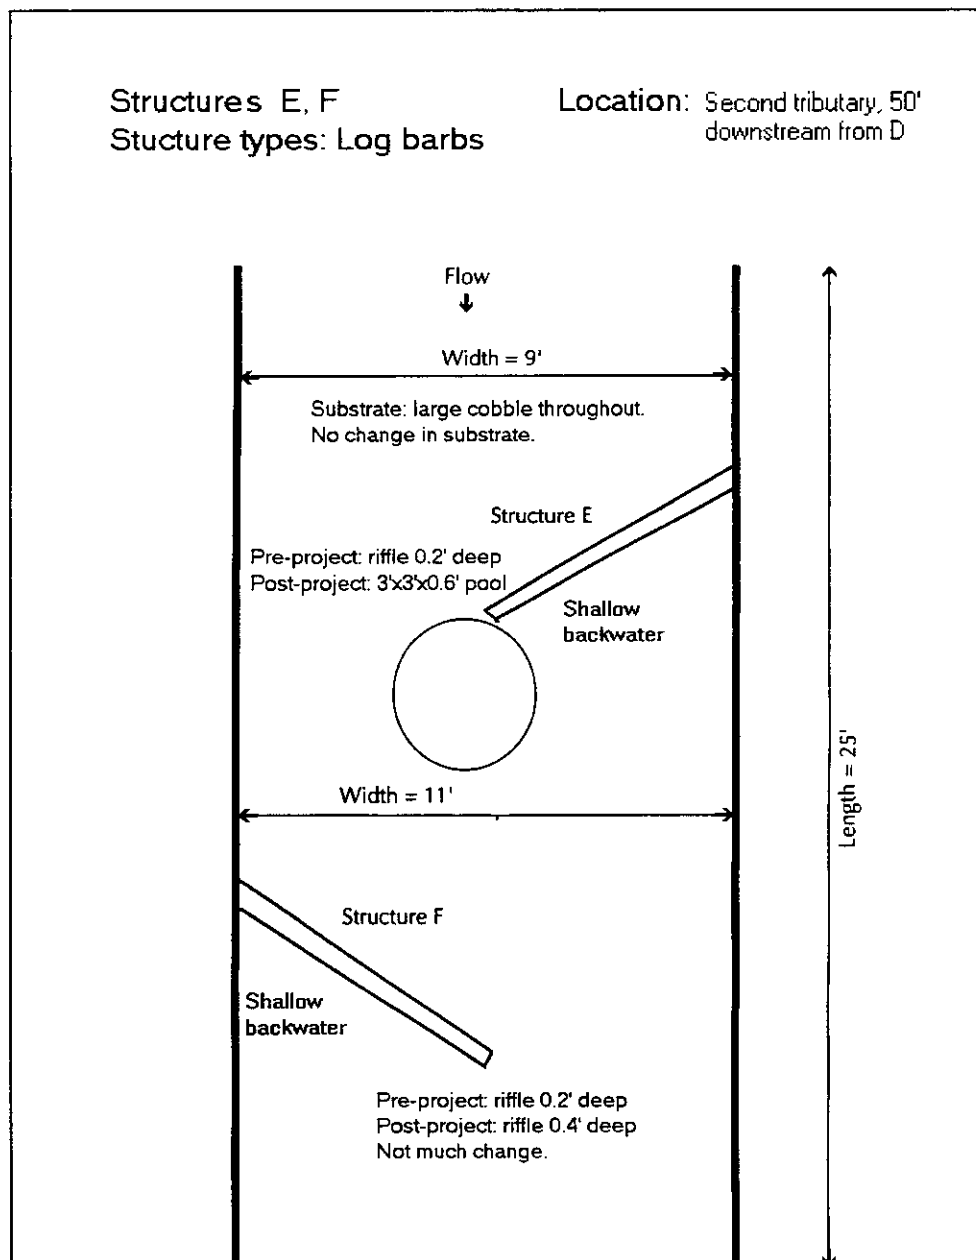 Structures E, F
Stucture types: Log barbs
Location: Second tributary, 50'
downstream from D
Flow
Width = 9'
Substrate: large cobble throughout.
No change in substrate.
Structure E
Pre-project: riffle 0.2' deep
Post-project: 3'x3'x0.6' pool
Shallow
backwater
Width = 11'
Length = 25'
Structure F
Shallow
backwater
Pre-project: riffle 0.2' deep
Post-project: riffle 0.4' deep
Not much change.